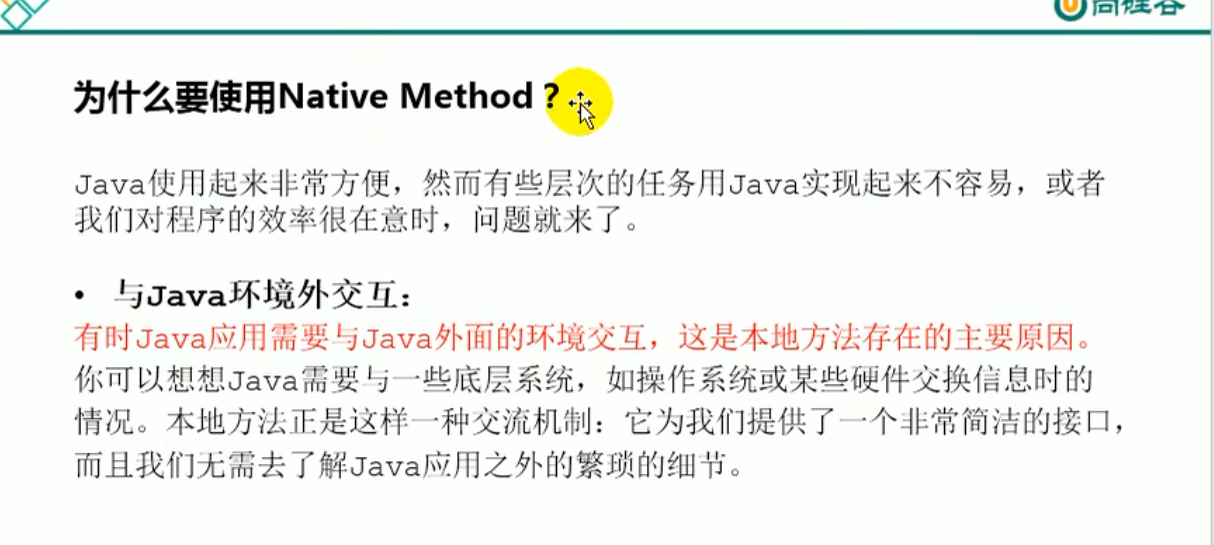 尚硅谷
为什么要使用Native Method？
Java使用起来非常方便，然而有些层次的任务用Java实现起来不容易，或者
我们对程序的效率很在意时，问题就来了。
• 与Java环境外交互：
有时Java应用需要与Java外面的环境交互，这是本地方法存在的主要原因。
你可以想想Java需要与一些底层系统，如操作系统或某些硬件交换信息时的
情况。本地方法正是这样一种交流机制：它为我们提供了一个非常简洁的接口，
而且我们无需去了解Java应用之外的繁琐的细节。